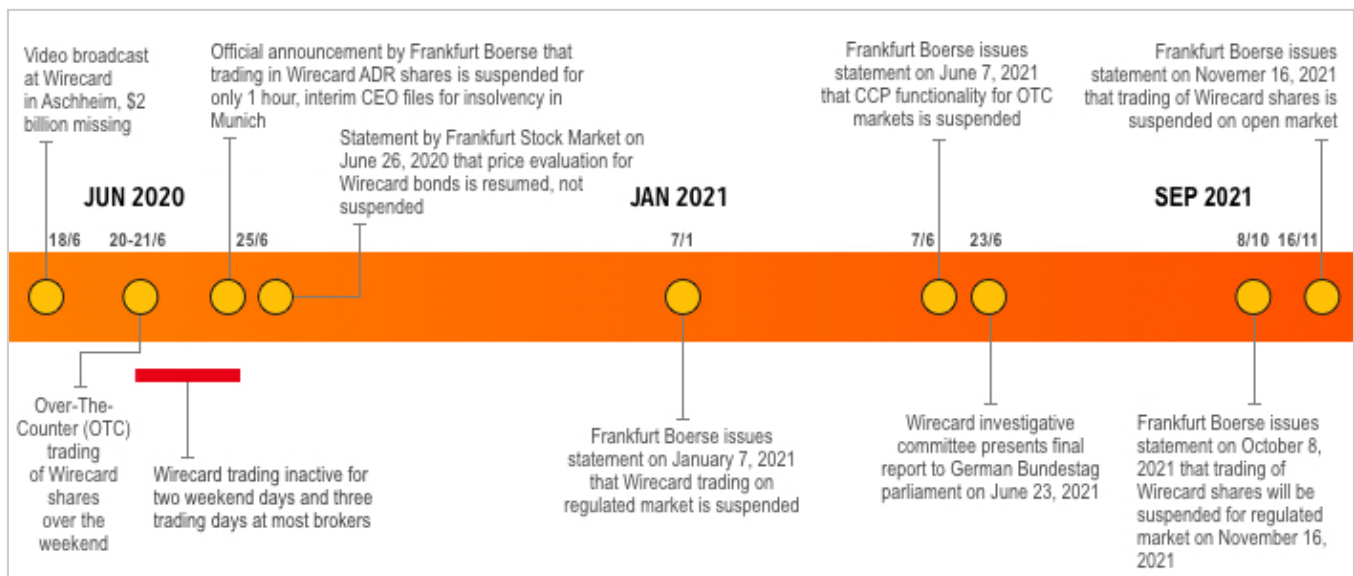 Video broadcast
at Wirecard
in Aschheim, $2
billion missing
Official announcement by Frankfurt Boerse that
trading in Wirecard ADR shares is suspended for
only 1 hour, interim CEO files for insolvency in
Munich
Statement by Frankfurt Stock Market on
June 26, 2020 that price evaluation for
Wirecard bonds is resumed, not
suspended
Frankfurt Boerse issues
statement on June 7, 2021
that CCP functionality for OTC
markets is suspended
Frankfurt Boerse issues
statement on Novemer 16, 2021
that trading of Wirecard shares is
suspended on open market
JUN 2020
JAN 2021
SEP 2021
18/6
20-21/6
25/6
7/1
7/6
23/6
8/10
16/11
Over-The-
Counter (OTC)
trading
of Wirecard
shares
over the
weekend
Wirecard trading inactive for
two weekend days and three
trading days at most brokers
Frankfurt Boerse issues
statement on January 7, 2021
that Wirecard trading on
regulated market is suspended
Wirecard investigative
committee presents final
report to German Bundestag
parliament on June 23, 2021
Frankfurt Boerse issues
statement on October 8,
2021 that trading of
Wirecard shares will be
suspended for regulated
market on November 16,
2021